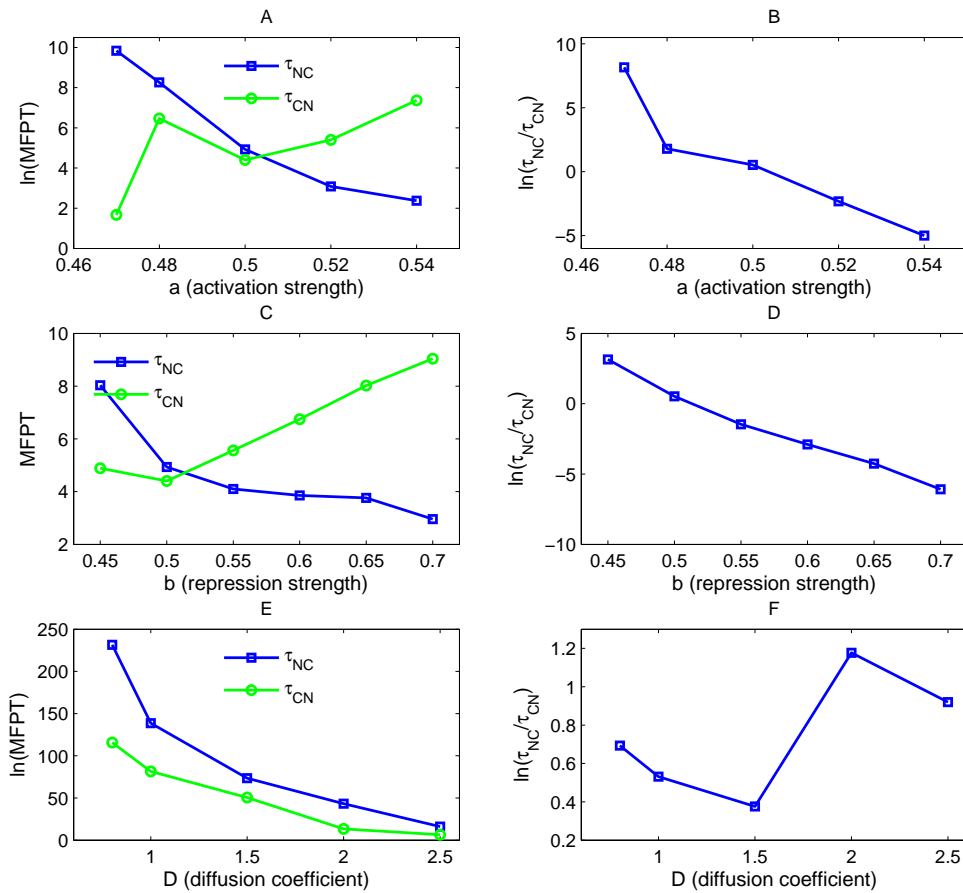 A
ln(MFPT)
10
8
6
4
2
0
τNC
τCN
0.46
0.48
0.5
0.52
0.54
a (activation strength)
B
ln(τNC/τCN)
10
5
0
−5
0.46
0.48
0.5
0.52
0.54
a (activation strength)
C
MFPT
10
8
6
4
2
τNC
τCN
0.45
0.5
0.55
0.6
0.65
0.7
b (repression strength)
D
ln(τNC/τCN)
5
0
−5
−10
0.45
0.5
0.55
0.6
0.65
0.7
b (repression strength)
E
ln(MFPT)
250
200
150
100
50
0
τNC
τCN
1
1.5
2
2.5
D (diffusion coefficient)
F
ln(τNC/τCN)
1.2
1
0.8
0.6
0.4
0.2
1
1.5
2
2.5
D (diffusion coefficient)